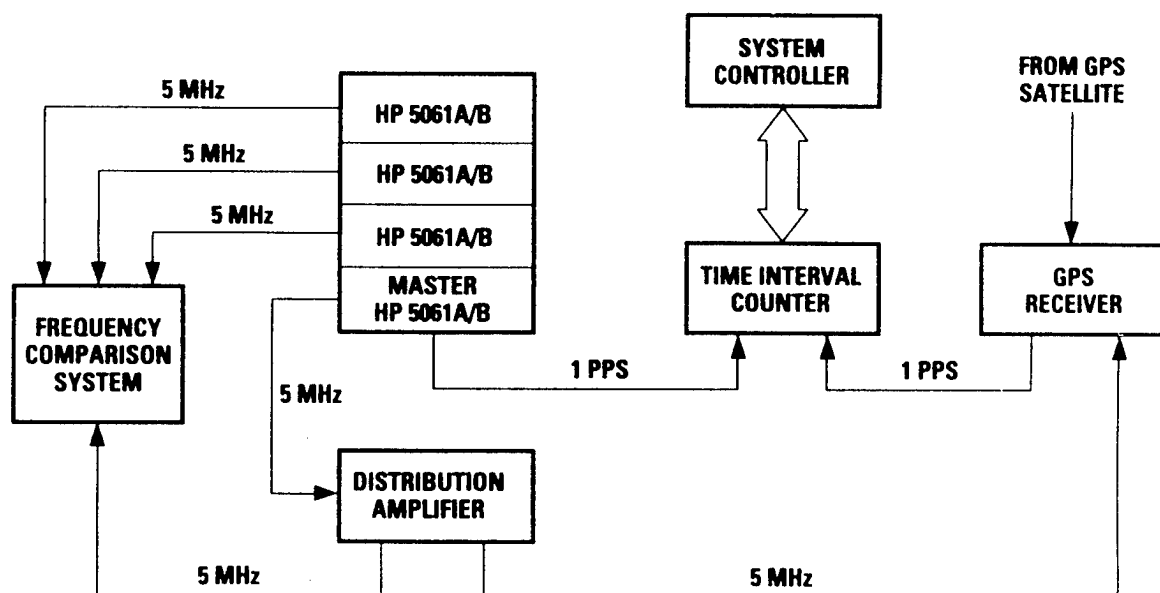 SYSTEM
CONTROLLER
FROM GPS
SATELLITE
5 MHz
HP 5061A/B
5 MHz
HP 5061A/B
5 MHz
HP 5061A/B
MASTER
HP 5061A/B
TIME INTERVAL
COUNTER
GPS
RECEIVER
FREQUENCY
COMPARISON
SYSTEM
1 PPS
1 PPS
5 MHz
DISTRIBUTION
AMPLIFIER
5 MHz
5 MHz